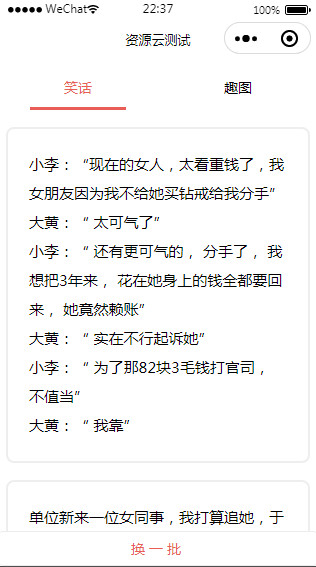 WeChat 22:37 100%
资源云测试
笑话 趣图
小李：“现在的女人，太看重钱了，我
女朋友因为我不给她买钻戒给我分手”
大黄：“ 太可气了”
小李：“ 还有更可气的， 分手了， 我
想把3年来， 花在她身上的钱全都要回
来， 她竟然赖账”
大黄：“ 实在不行起诉她”
小李：“ 为了那82块3毛钱打官司，
不值当”
大黄：“ 我靠”
单位新来一位女同事，我打算追她，于
换 一 批